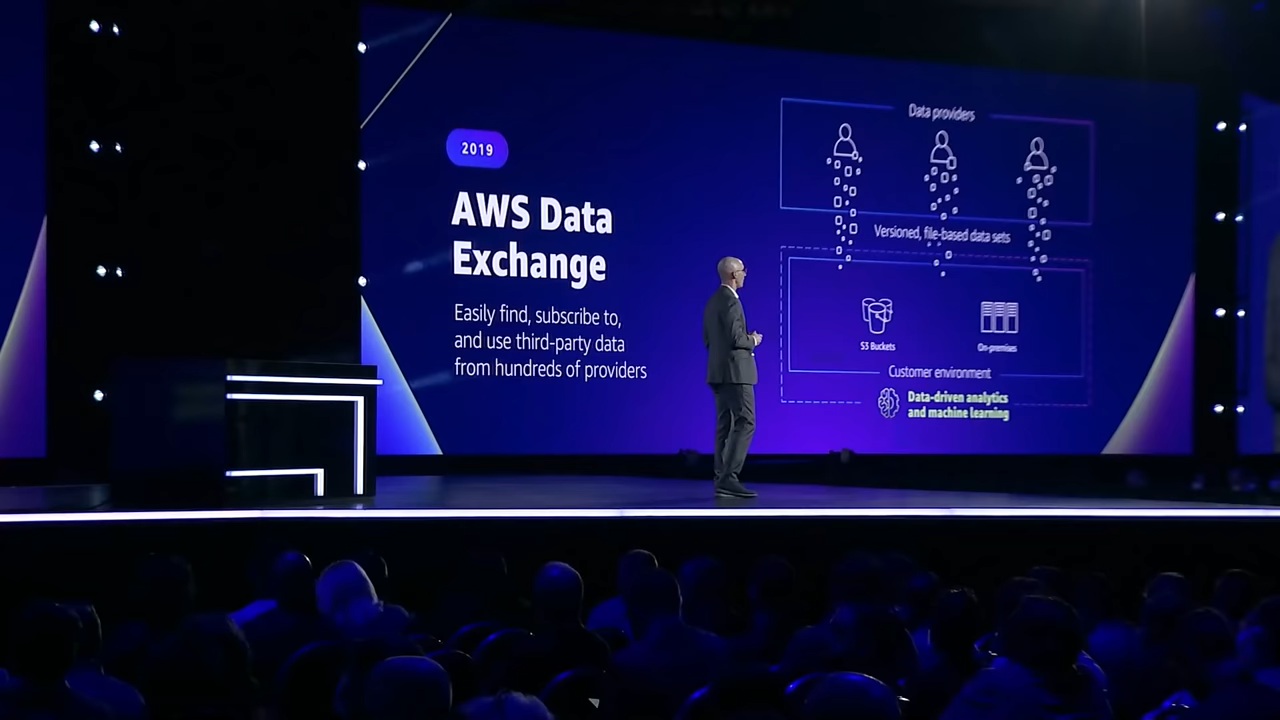 2019
AWS Data
Exchange
Easily find, subscribe to,
and use third-party data
from hundreds of providers
Data providers
Versioned, file-based data sets
S3 Buckets
On-premises
Customer environment
Data-driven analytics
and machine learning